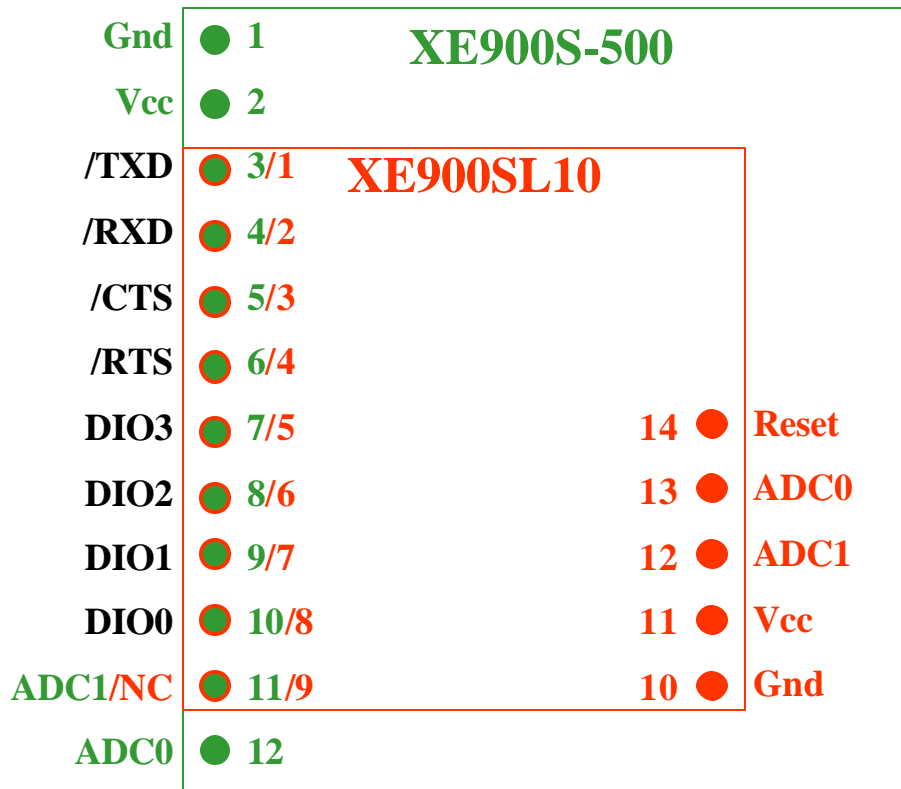 Gnd 1 XE900S-500
Vcc 2
/TXD 3/1 XE900SL10
/RXD 4/2
/CTS 5/3
/RTS 6/4
DIO3 7/5 14 Reset
DIO2 8/6 13 ADC0
DIO1 9/7 12 ADC1
DIO0 10/8 11 Vcc
ADC1/NC 11/9 10 Gnd
ADC0 12